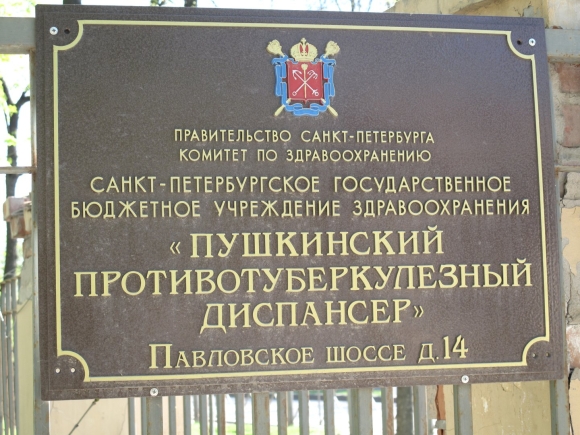 ПРАВИТЕЛЬСТВО САНКТ-ПЕТЕРБУРГА
КОМИТЕТ ПО ЗДРАВООХРАНЕНИЮ
САНКТ-ПЕТЕРБУРГСКОЕ ГОСУДАРСТВЕННОЕ
БЮДЖЕТНОЕ УЧРЕЖДЕНИЕ ЗДРАВООХРАНЕНИЯ
«ПУШКИНСКИЙ
ПРОТИВОТУБЕРКУЛЕЗНЫЙ
ДИСПАНСЕР»
ПАВЛОВСКОЕ ШОССЕ Д.14